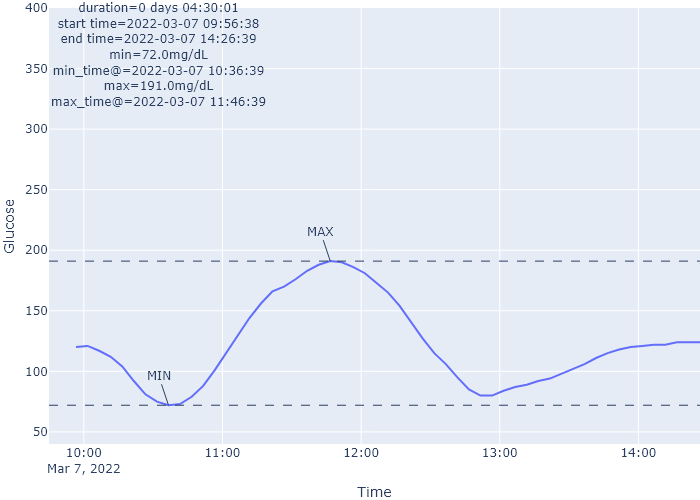 duration=0 days 04:30:01
start time=2022-03-07 09:56:38
end time=2022-03-07 14:26:39
min=72.0mg/dL
min_time@=2022-03-07 10:36:39
max=191.0mg/dL
max_time@=2022-03-07 11:46:39
400
350
300
250
200
150
100
50
Glucose
MAX
MIN
10:00
11:00
12:00
13:00
14:00
Mar 7, 2022
Time